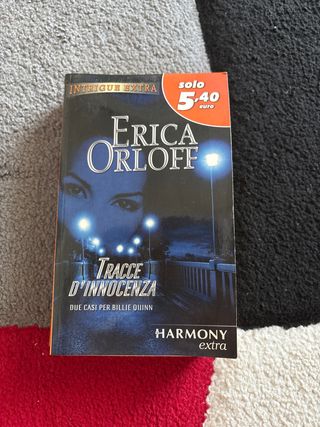 INTRIGUE EXTRA
solo
5,40
euro
ERICA
ORLOFF
TRACCE
D'INNOCENZA
DUE CASI PER BILLIE QUINN
HARMONY
extra